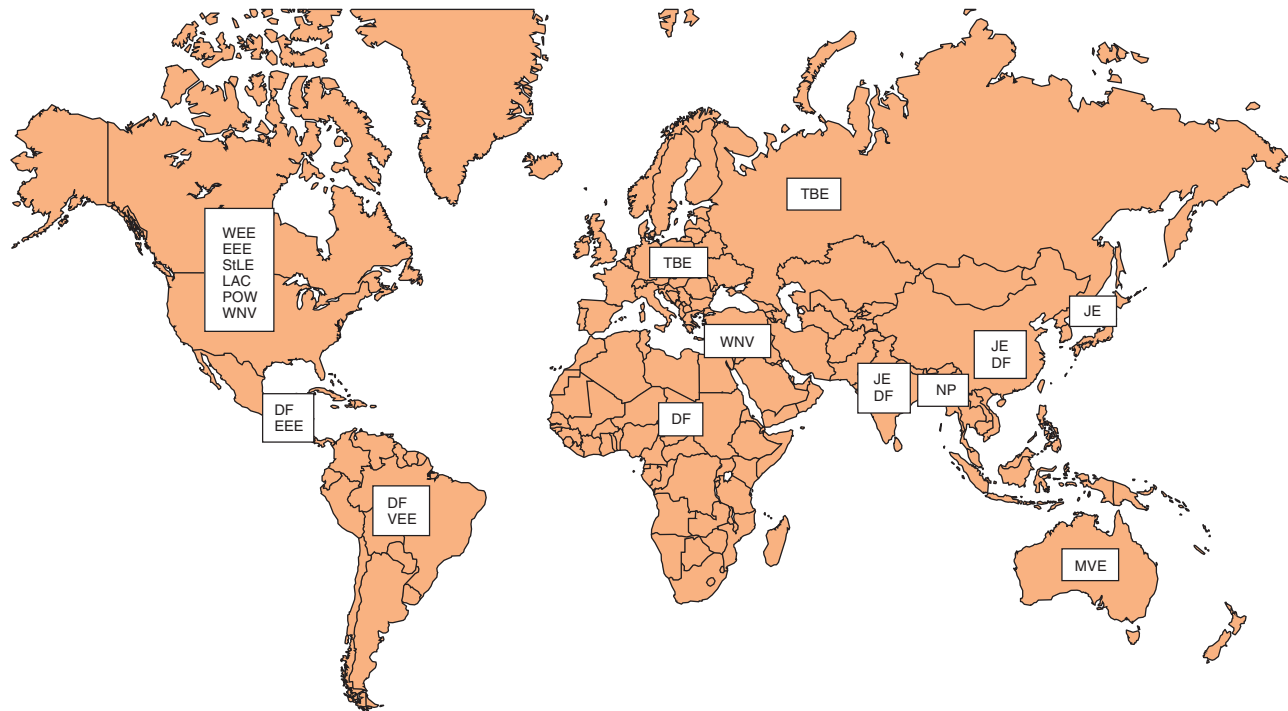 WEE
EEE
StLE
LAC
POW
WNV
DF
EEE
DF
VEE
TBE
TBE
WNV
DF
JE
DF
NP
JE
DF
JE
MVE